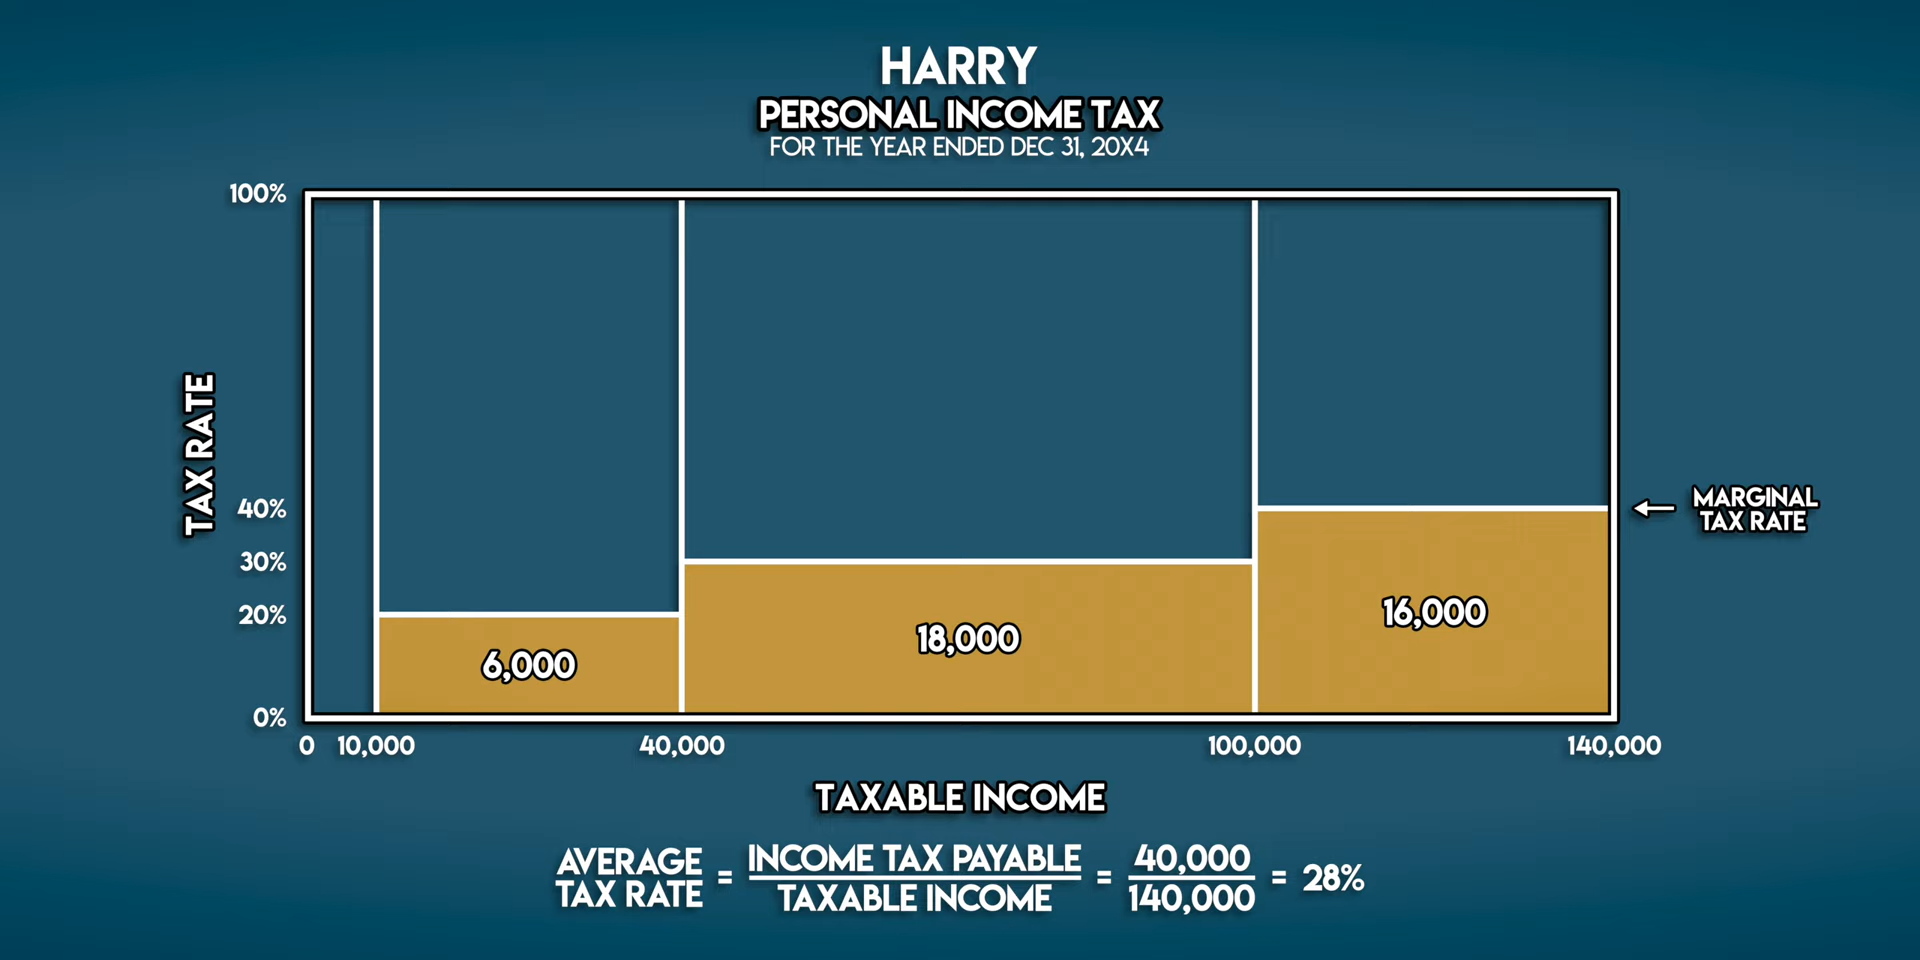 HARRY
PERSONAL INCOME TAX
FOR THE YEAR ENDED DEC 31, 20X4
100%
40%
30%
20%
0%
TAX RATE
6,000
18,000
16,000
MARGINAL
TAX RATE
0 10,000 40,000 100,000 140,000
TAXABLE INCOME
AVERAGE TAX RATE = INCOME TAX PAYABLE / TAXABLE INCOME = 40,000 / 140,000 = 28%